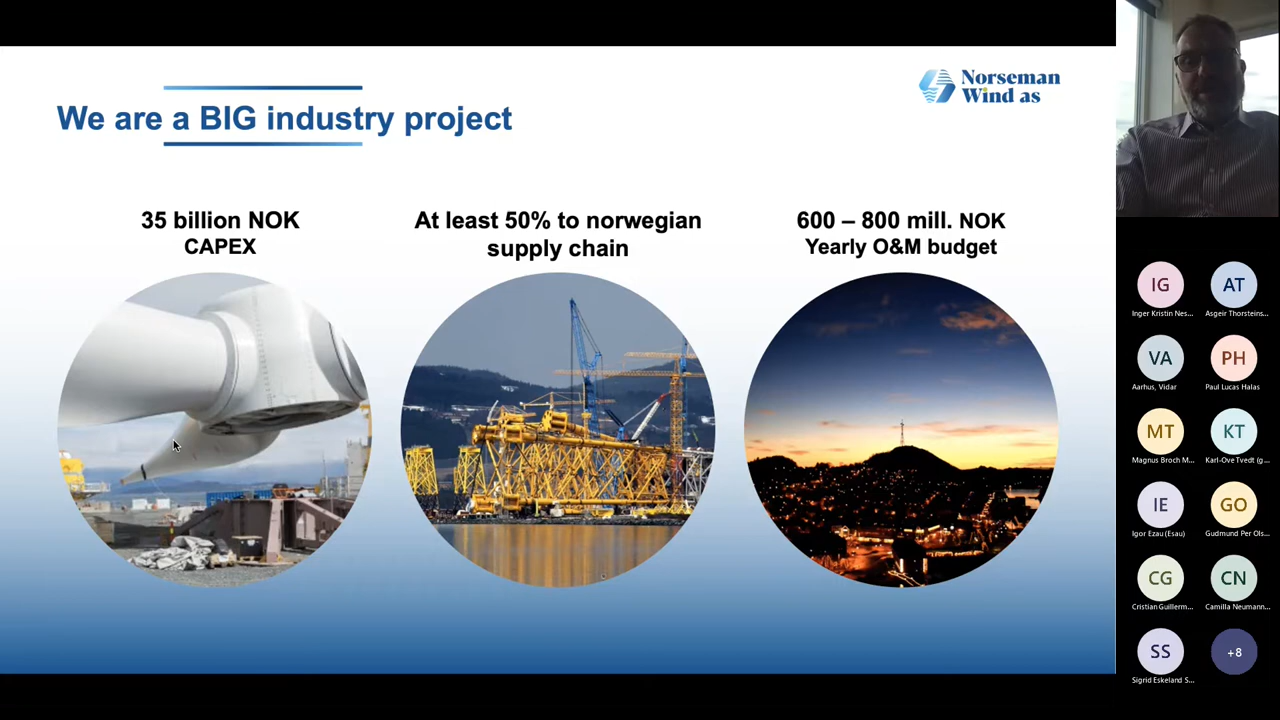 We are a BIG industry project
Norseman
Wind as
35 billion NOK
CAPEX
At least 50% to norwegian
supply chain
600 – 800 mill. NOK
Yearly O&M budget
IG
AT
Inger Kristin Nes...
Asgeir Thorsteins...
VA
PH
Aarhus, Vidar
Paul Lucas Halas
MT
KT
Magnus Broch M...
Karl-Ove Tvedt (g...
IE
GO
Igor Ezau (Esau)
Gudmund Per Ols...
CG
CN
Cristian Guillerm...
Camilla Neumann...
SS
+8
Sigrid Eskeland S...